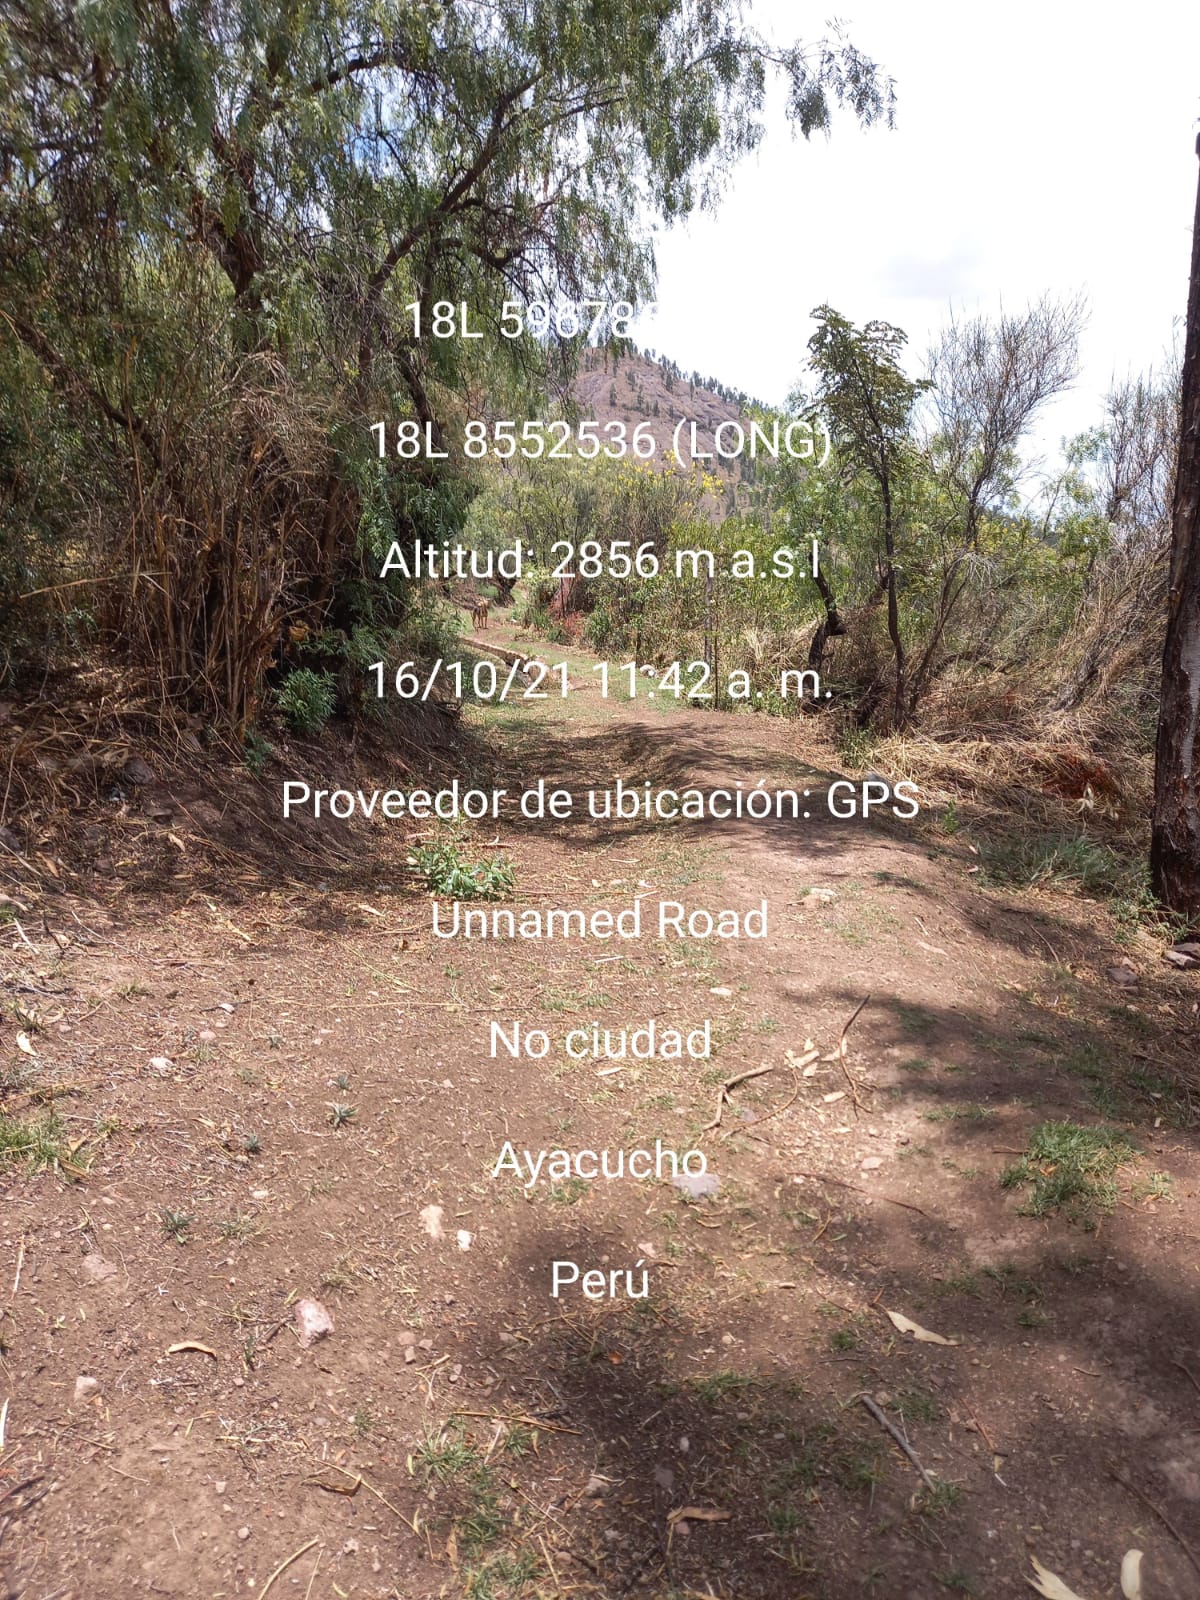 18L 
18L 8552536 (LONG)
Altitud: 2856 m.a.s.l
16/10/21 11:42 a. m.
Proveedor de ubicación: GPS
Unnamed Road
No ciudad
Ayacucho
Perú